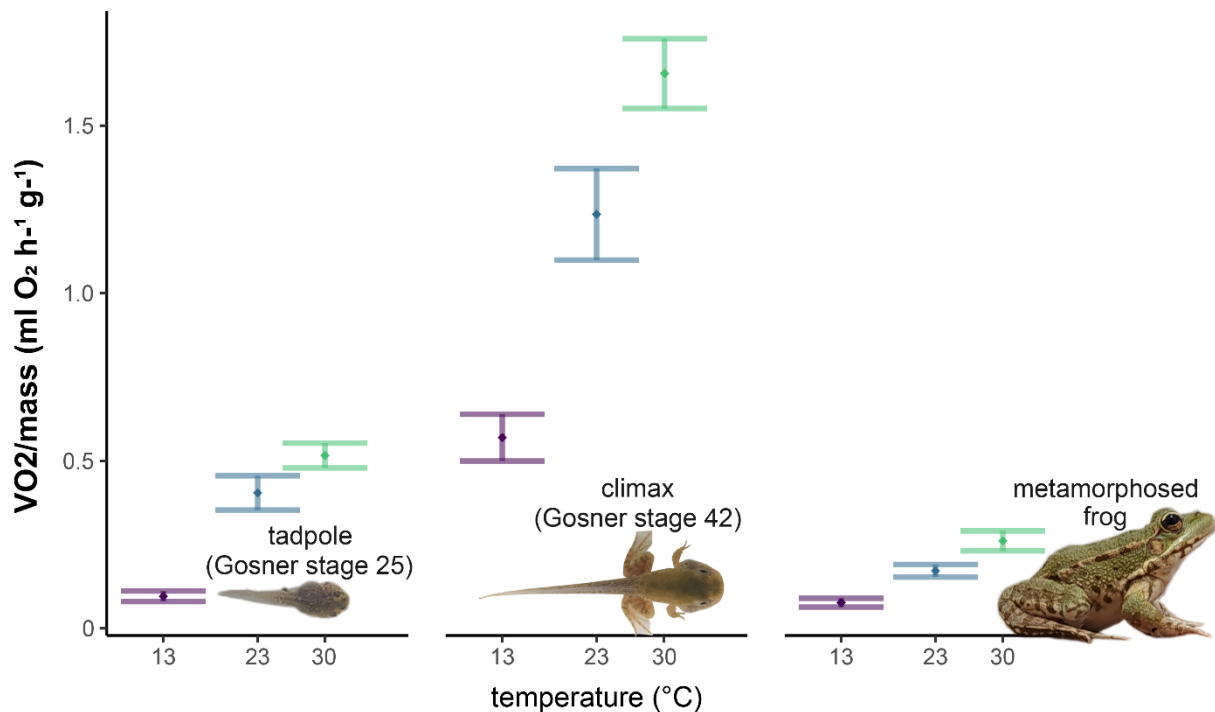 VO2/mass (ml O₂ h-¹ g-¹)
1.5
1.0
0.5
0
tadpole
(Gosner stage 25)
climax
(Gosner stage 42)
metamorphosed
frog
13 23 30
13 23 30
13 23 30
temperature (°C)